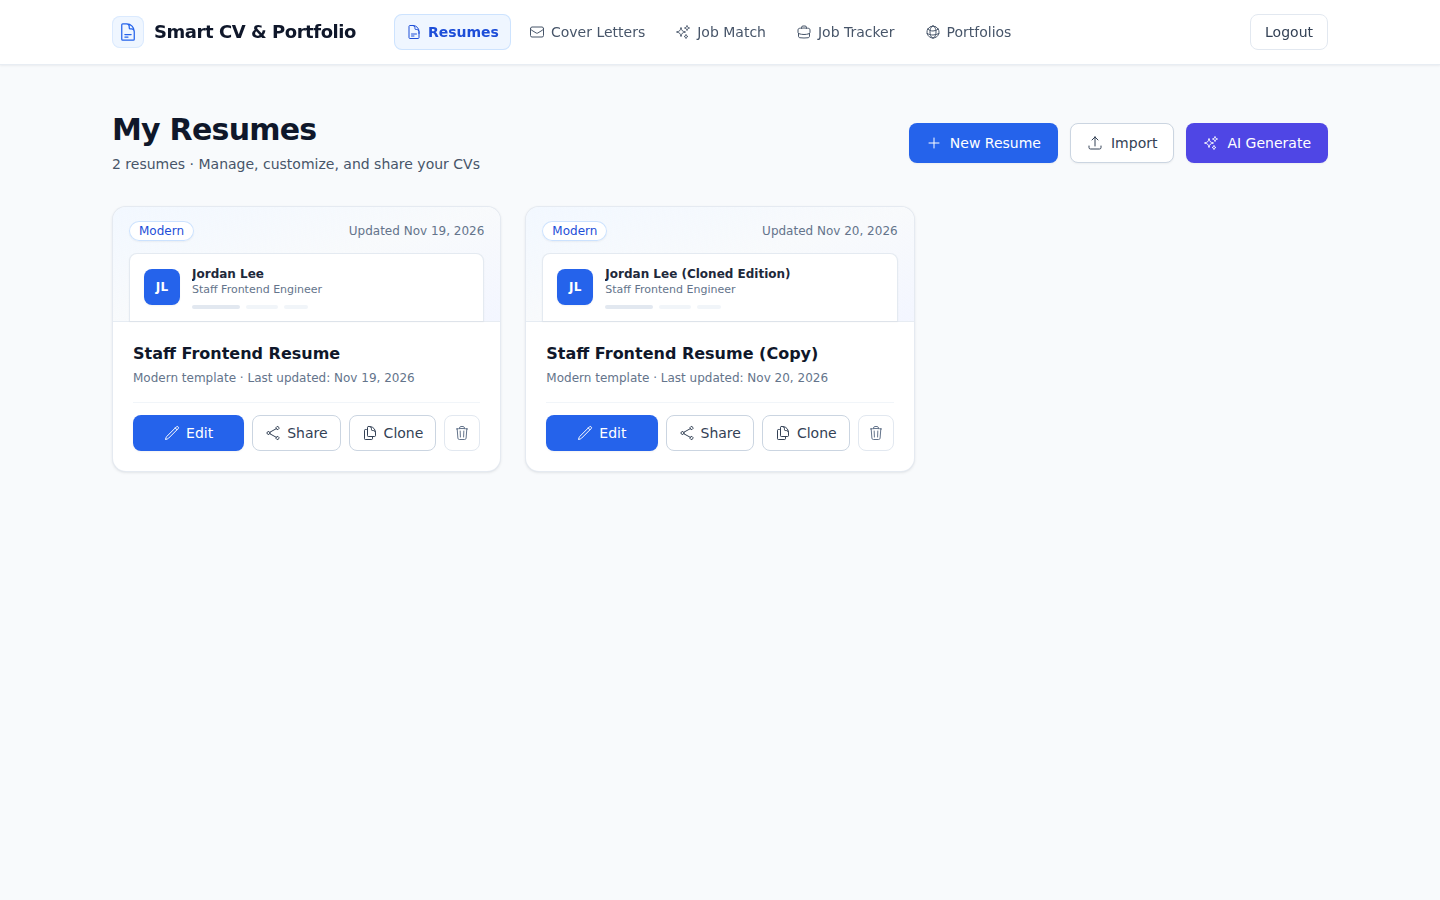 Smart CV & Portfolio
Resumes
Cover Letters
Job Match
Job Tracker
Portfolios
Logout
My Resumes
2 resumes · Manage, customize, and share your CVs
New Resume
Import
AI Generate
Modern
Updated Nov 19, 2026
JL
Jordan Lee
Staff Frontend Engineer
Staff Frontend Resume
Modern template · Last updated: Nov 19, 2026
Edit
Share
Clone
Modern
Updated Nov 20, 2026
JL
Jordan Lee (Cloned Edition)
Staff Frontend Engineer
Staff Frontend Resume (Copy)
Modern template · Last updated: Nov 20, 2026
Edit
Share
Clone